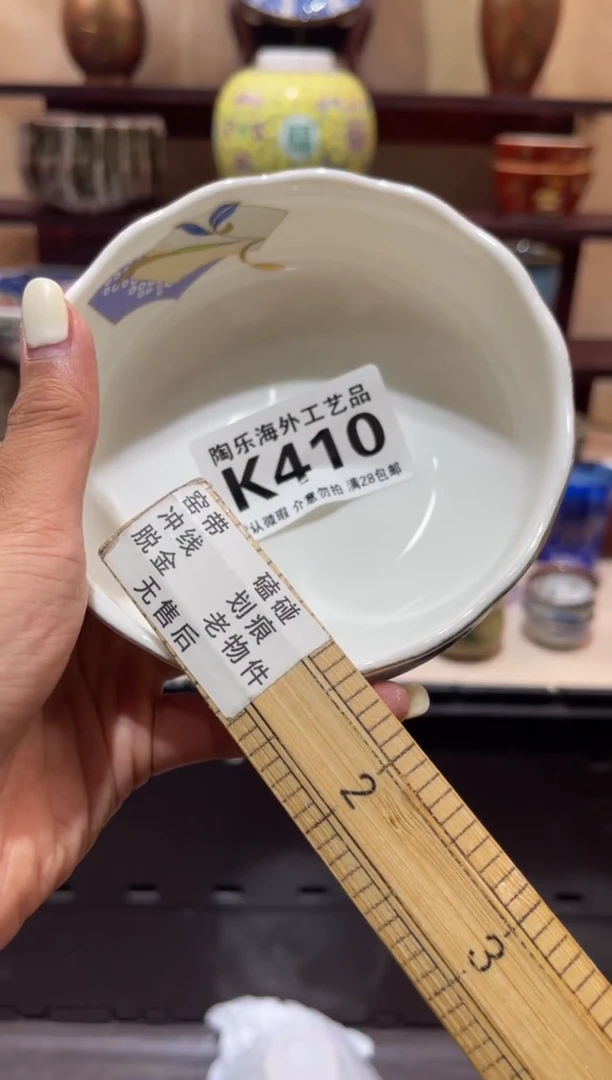 陶乐海外工艺品
K410
认微瑕 介意勿拍 满28包邮
窑带 磕碰
冲线 划痕
脱金 老物件
无售后
2
3
福